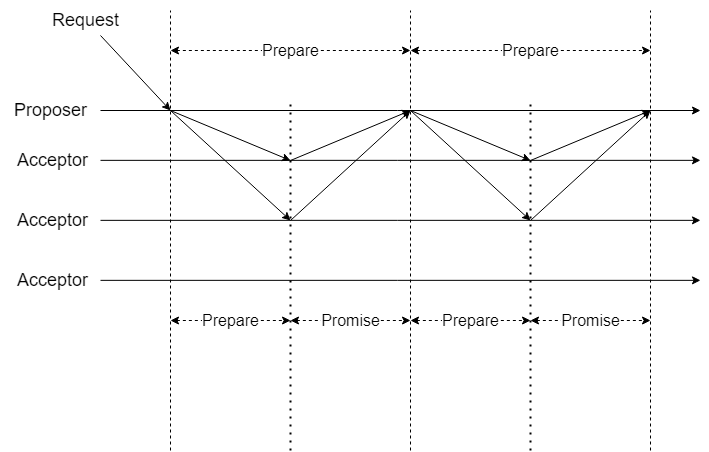 Request
Prepare
Prepare
Proposer
Acceptor
Acceptor
Acceptor
Prepare
Promise
Prepare
Promise